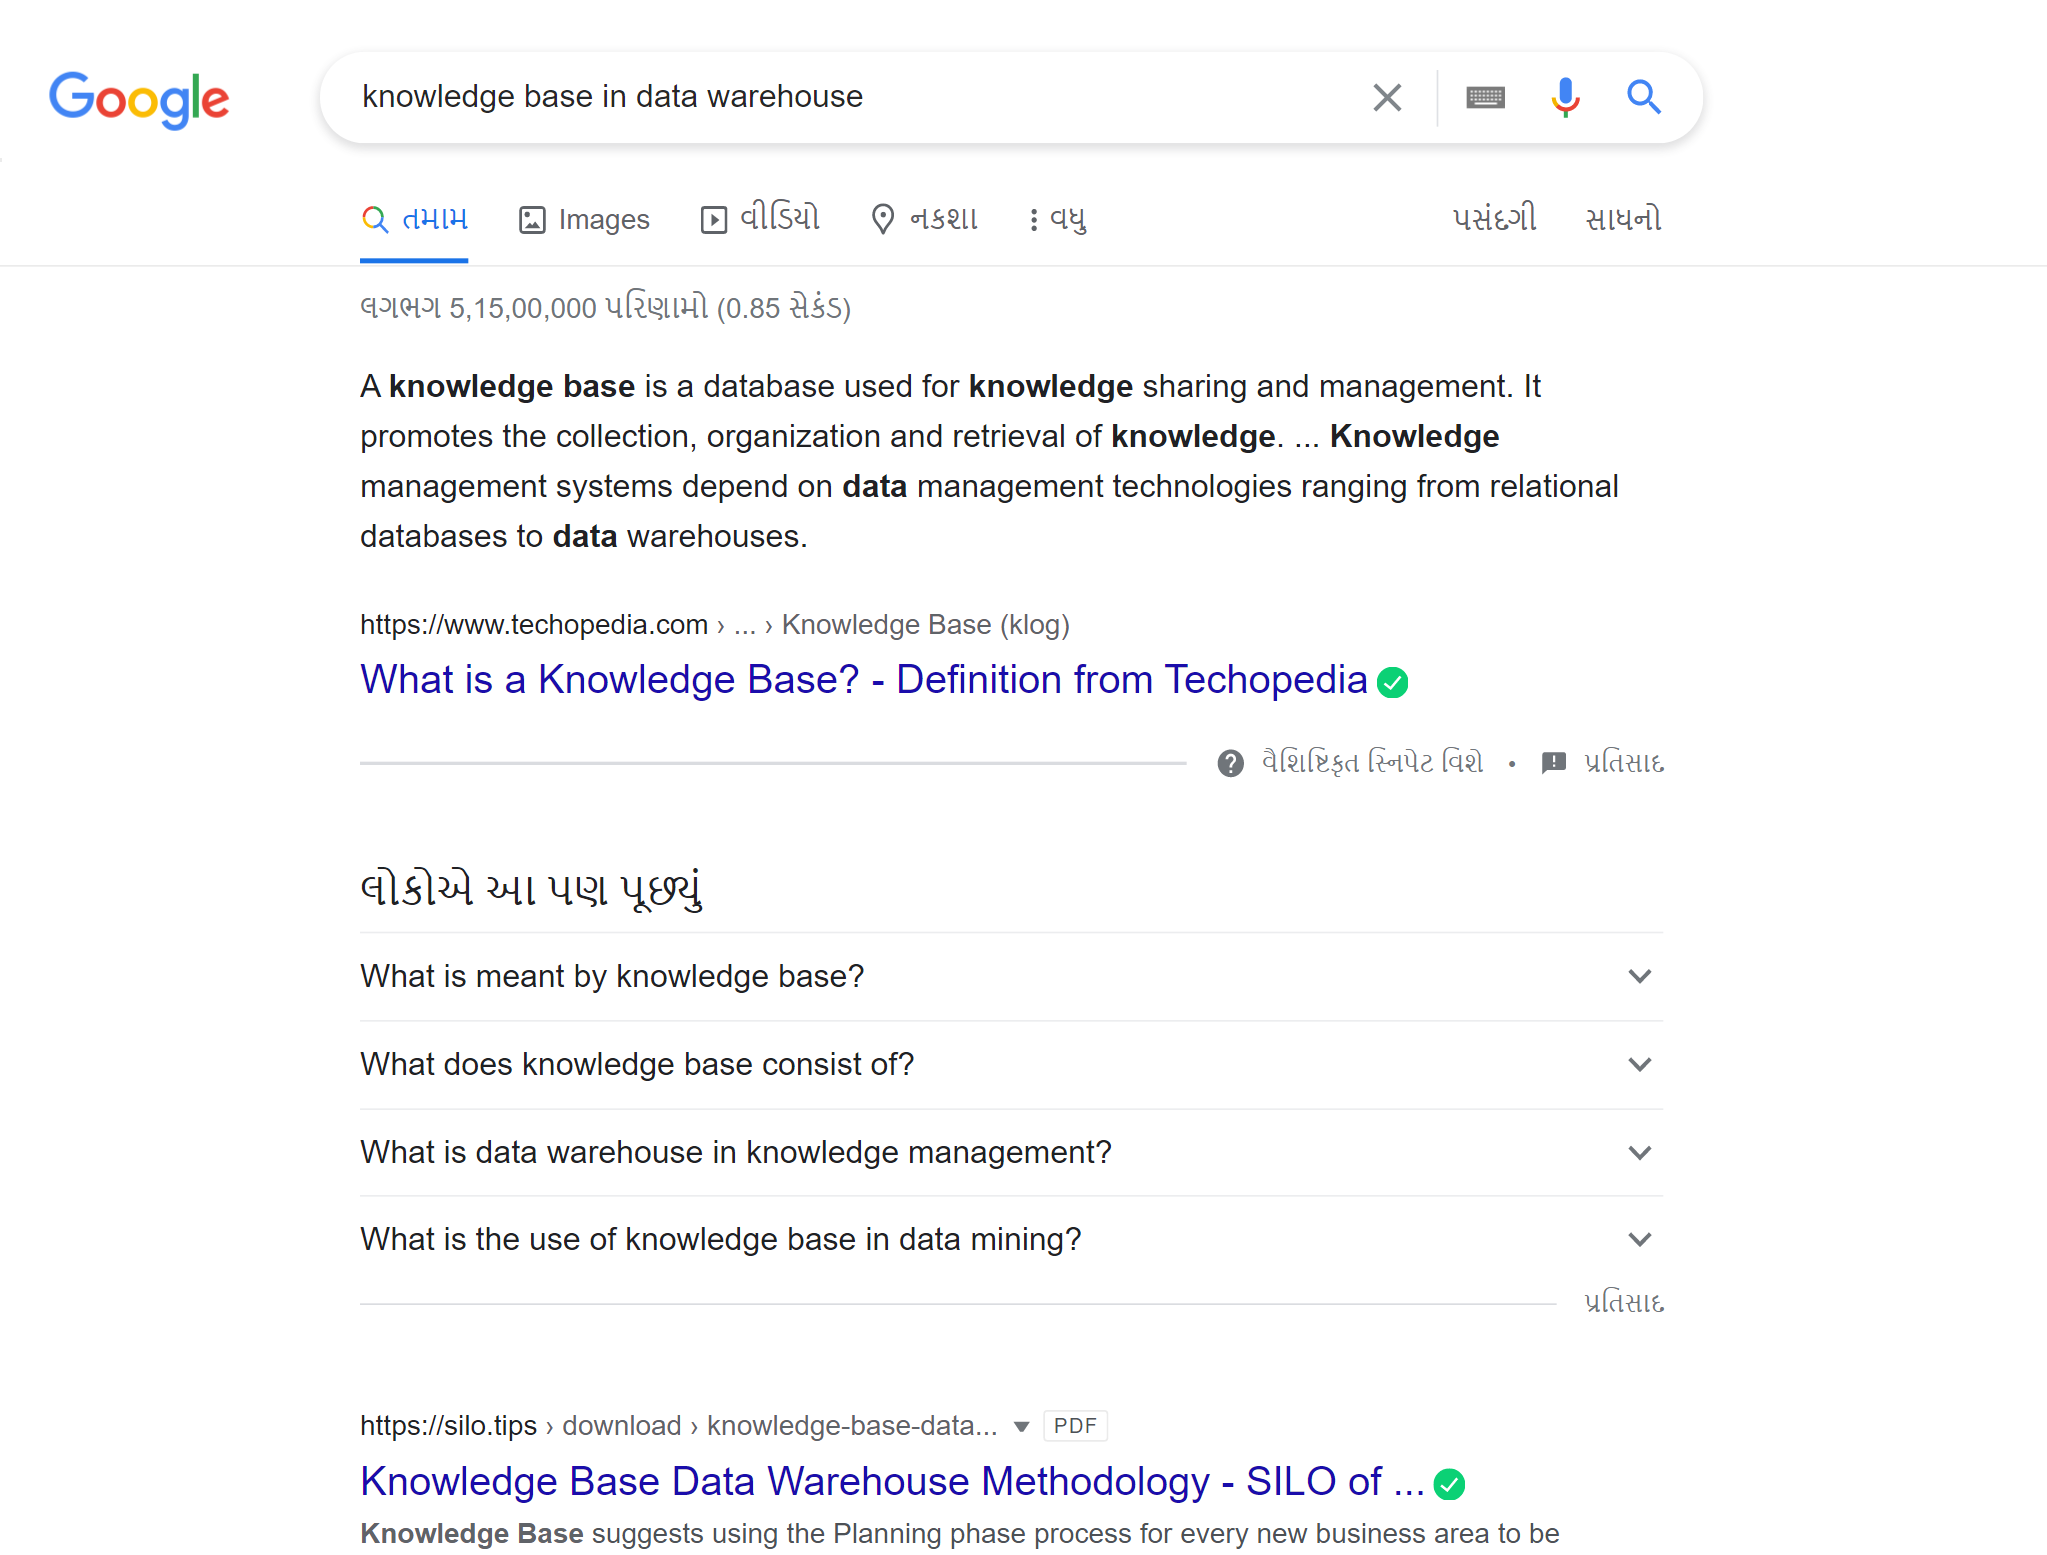 Google
knowledge base in data warehouse
તમામ Images વીડિયો નકશા વધુ પસંદગી સાધનો
લગભગ 5,15,00,000 પરિણામો (0.85 સેકંડ)
A knowledge base is a database used for knowledge sharing and management. It
promotes the collection, organization and retrieval of knowledge. ... Knowledge
management systems depend on data management technologies ranging from relational
databases to data warehouses.
https://www.techopedia.com › ... › Knowledge Base (klog)
What is a Knowledge Base? - Definition from Techopedia
વૈશિષ્ટિકૃત સ્નિપેટ વિશે • પ્રતિસાદ
લોકોએ આ પણ પૂછ્યું
What is meant by knowledge base?
What does knowledge base consist of?
What is data warehouse in knowledge management?
What is the use of knowledge base in data mining?
પ્રતિસાદ
https://silo.tips › download › knowledge-base-data... PDF
Knowledge Base Data Warehouse Methodology - SILO of ...
Knowledge Base suggests using the Planning phase process for every new business area to be